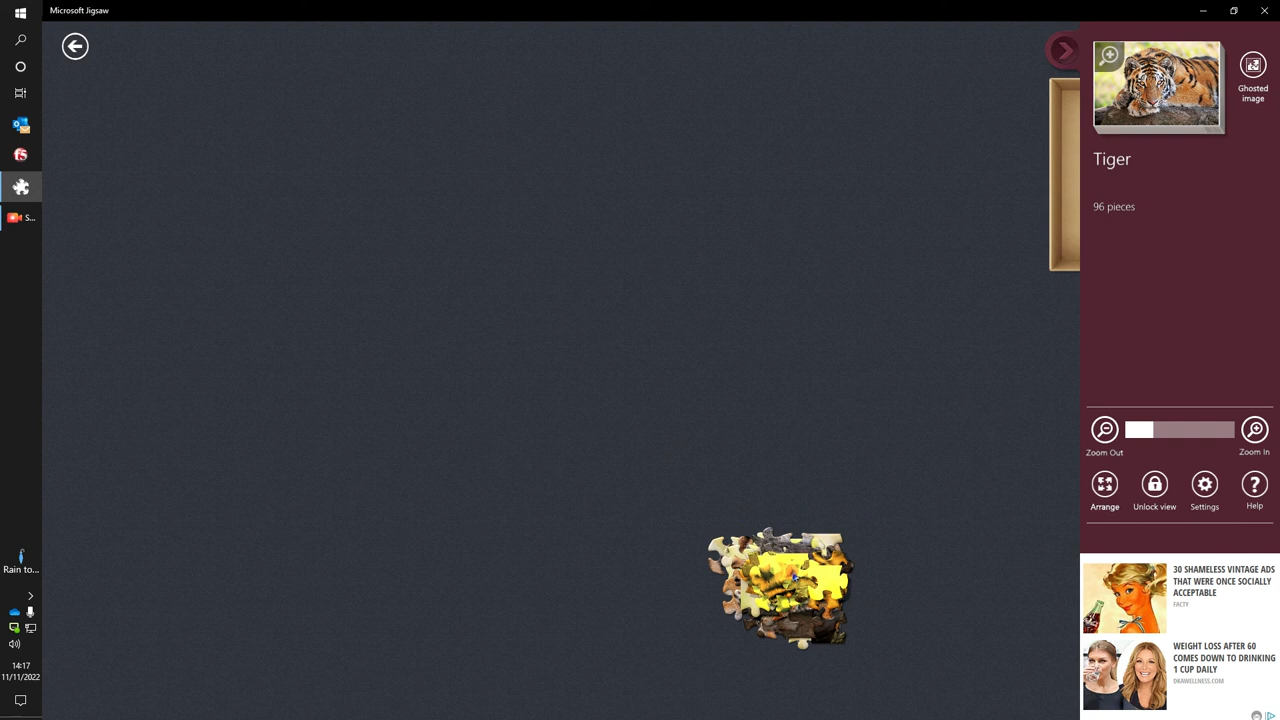 Microsoft Jigsaw
Ghosted
image
Tiger
96 pieces
Zoom Out
Zoom In
Arrange
Unlock view
Settings
Help
30 SHAMELESS VINTAGE ADS
THAT WERE ONCE SOCIALLY
ACCEPTABLE
FACTY
WEIGHT LOSS AFTER 60
COMES DOWN TO DRINKING
1 CUP DAILY
DKAWELLNESS.COM
S...
Rain to...
14:17
11/11/2022